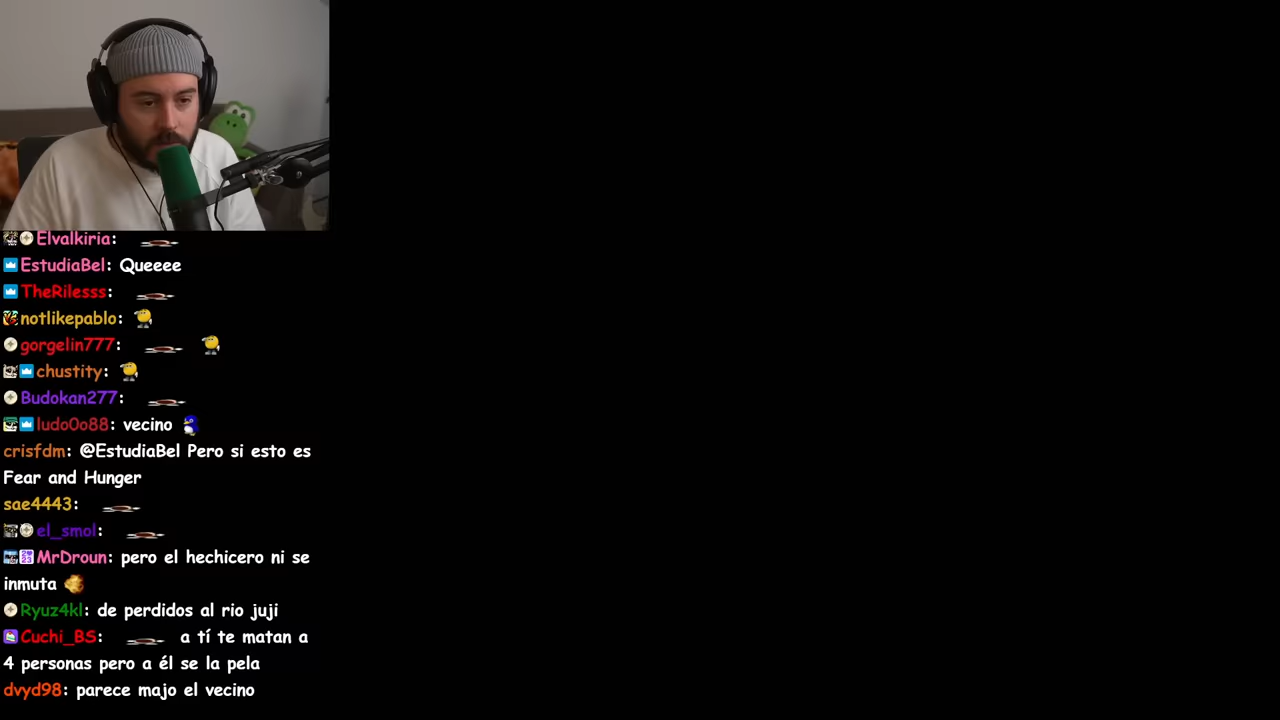 Elvalkiria:
EstudiaBel: Queeee
TheRilesss:
notlikepablo:
gorgelin777:
chustity:
Budokan277:
ludo0o88: vecino
crisfdm: @EstudiaBel Pero si esto es
Fear and Hunger
sae4443:
el_smol:
MrDroun: pero el hechicero ni se
inmuta
Ryuz4kl: de perdidos al rio juji
Cuchi_BS: a tí te matan a
4 personas pero a él se la pela
dvyd98: parece majo el vecino